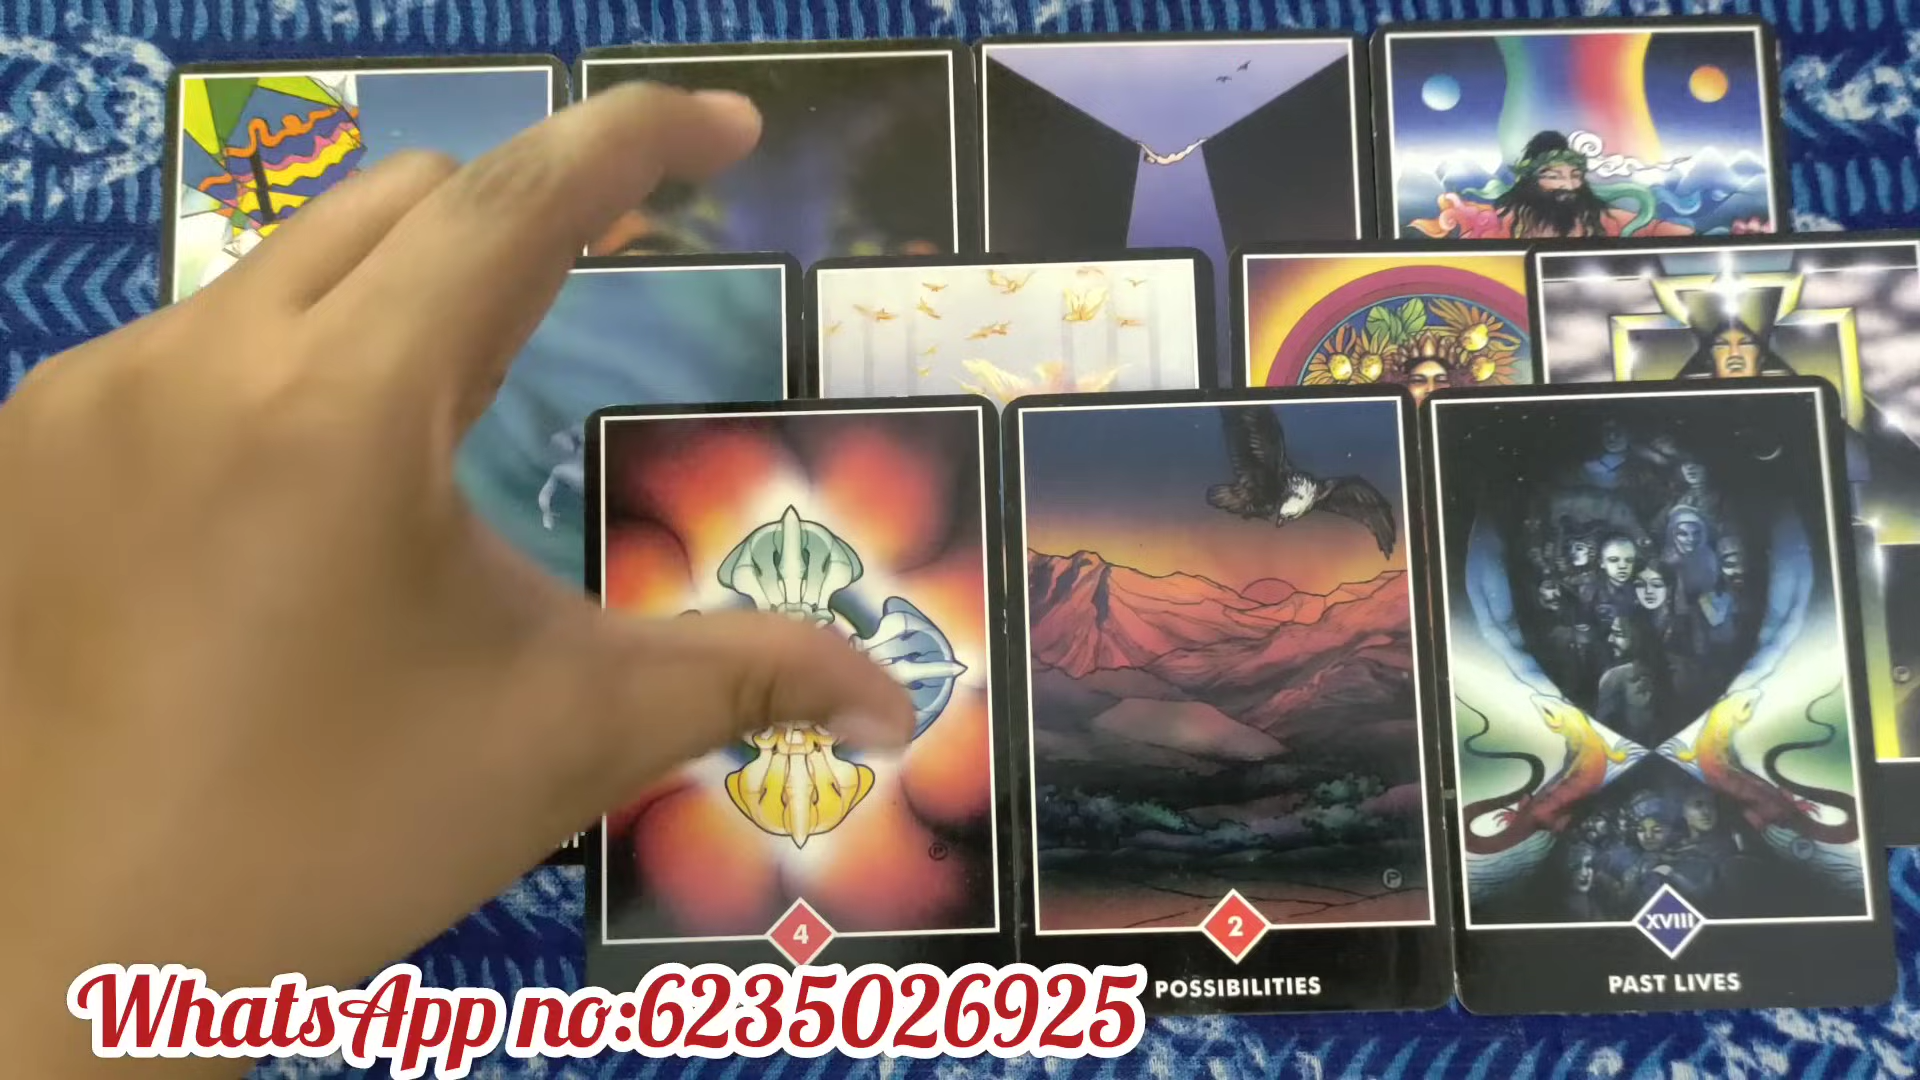 4
2
XVIII
POSSIBILITIES
PAST LIVES
WhatsApp no:6235026925